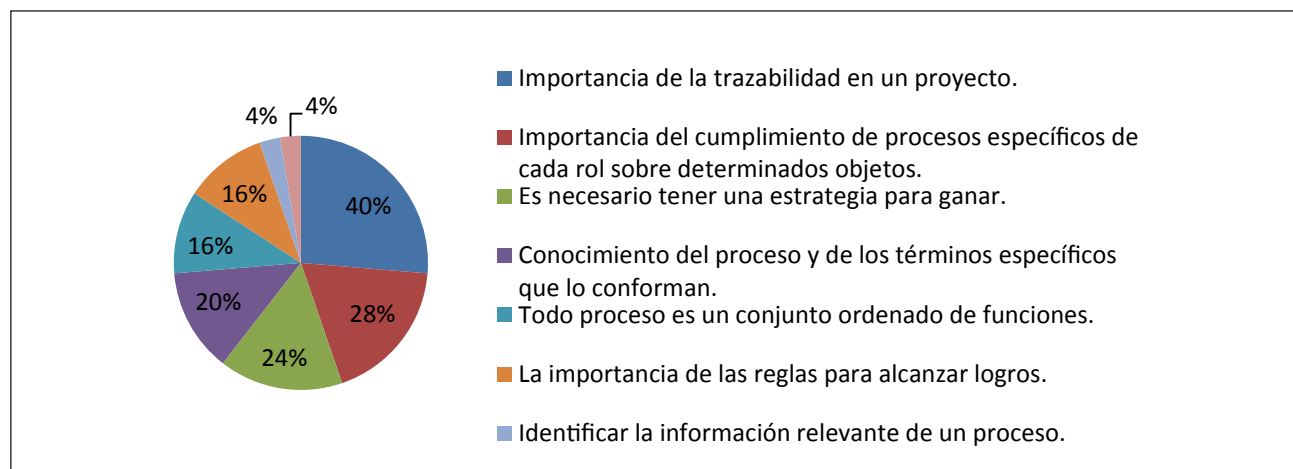 4%
4%
40%
28%
24%
20%
16%
16%
Importancia de la trazabilidad en un proyecto.
Importancia del cumplimiento de procesos específicos de
cada rol sobre determinados objetos.
Es necesario tener una estrategia para ganar.
Conocimiento del proceso y de los términos específicos
que lo conforman.
Todo proceso es un conjunto ordenado de funciones.
La importancia de las reglas para alcanzar logros.
Identificar la información relevante de un proceso.